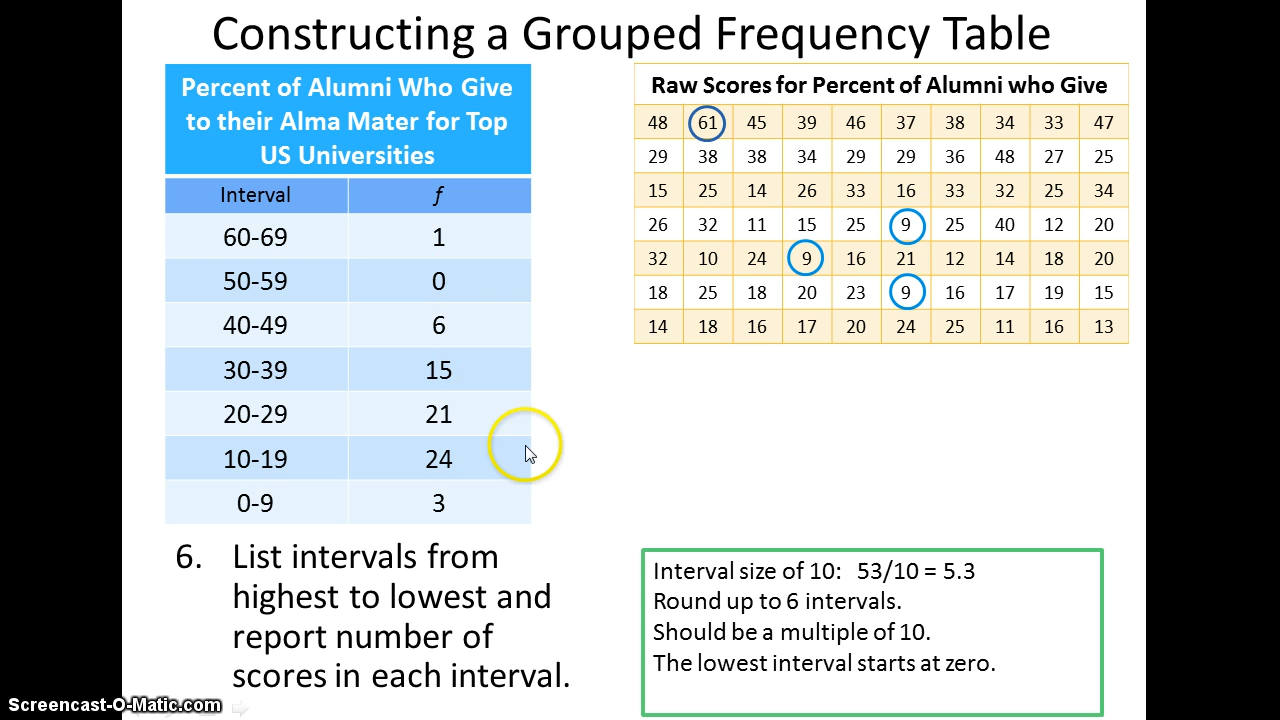 Constructing a Grouped Frequency Table
Percent of Alumni Who Give
to their Alma Mater for Top
US Universities
Interval f
60-69 1
50-59 0
40-49 6
30-39 15
20-29 21
10-19 24
0-9 3
6. List intervals from
highest to lowest and
report number of
scores in each interval.
Raw Scores for Percent of Alumni who Give
48 61 45 39 46 37 38 34 33 47
29 38 38 34 29 29 36 48 27 25
15 25 14 26 33 16 33 32 25 34
26 32 11 15 25 9 25 40 12 20
32 10 24 9 16 21 12 14 18 20
18 25 18 20 23 9 16 17 19 15
14 18 16 17 20 24 25 11 16 13
Interval size of 10: 53/10 = 5.3
Round up to 6 intervals.
Should be a multiple of 10.
The lowest interval starts at zero.
Screencast-O-Matic.com